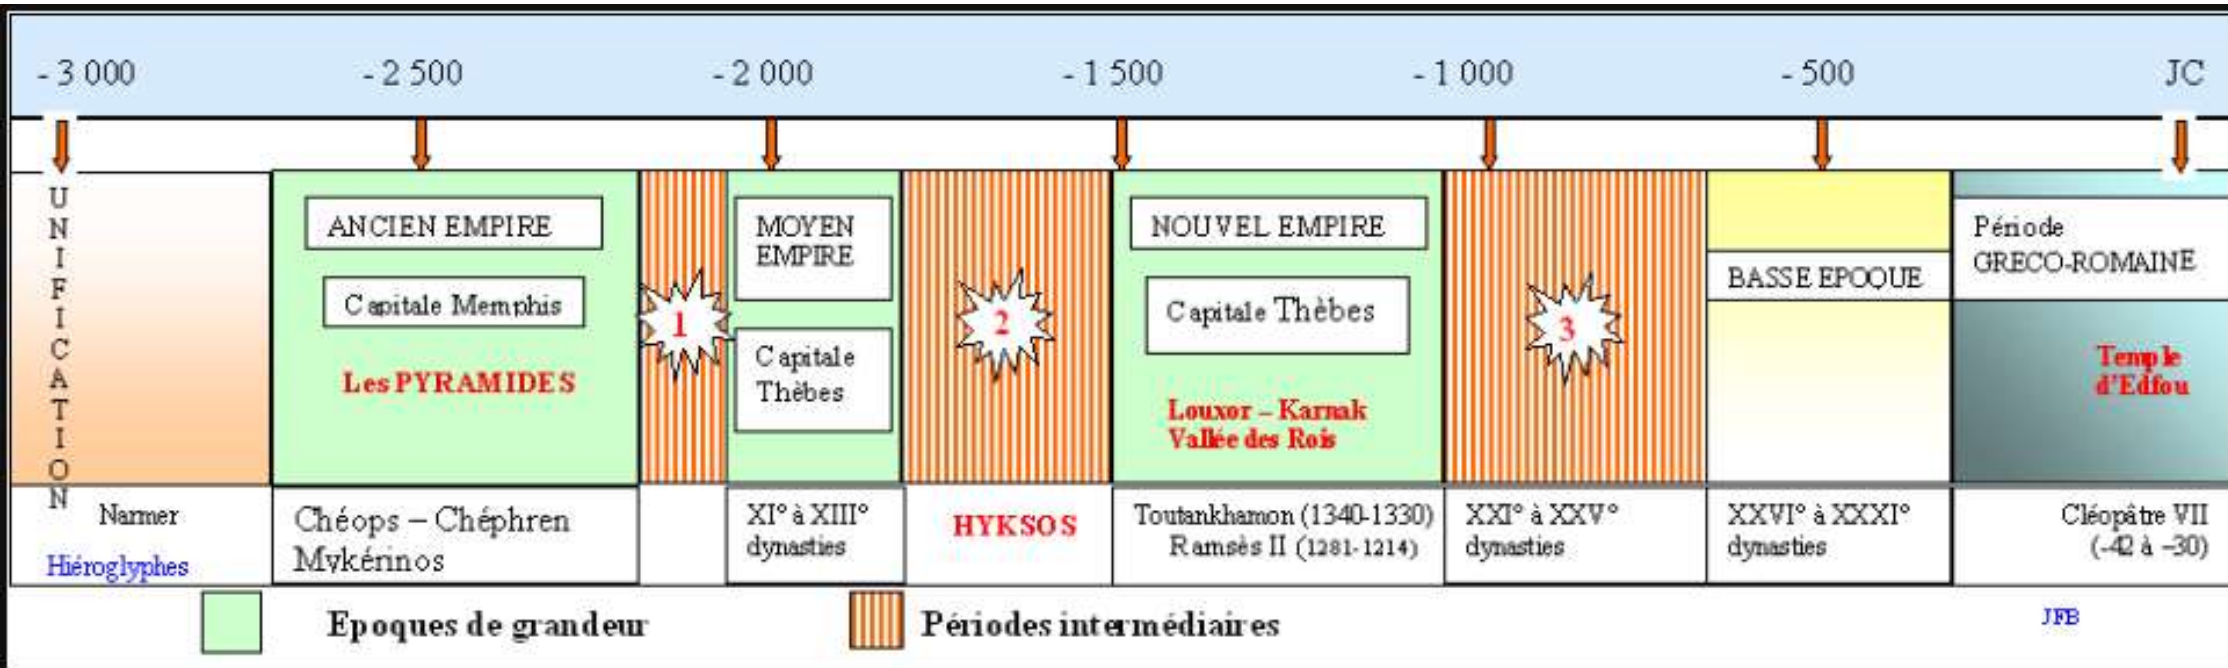 - 3 000
- 2 500
- 2 000
- 1 500
- 1 000
- 500
JC
UNIFICATION
ANCIEN EMPIRE
Capitale Memphis
Les PYRAMIDES
1
MOYEN
EMPIRE
Capitale
Thèbes
2
NOUVEL EMPIRE
Capitale Thèbes
Louxor – Karnak
Vallée des Rois
3
BASSE EPOQUE
Période
GRECO-ROMAINE
Temple
d'Edfou
Narmer
Hiéroglyphes
Chéops – Chéphren
Mykérinos
XI° à XIII°
dynasties
HYKSOS
Toutankhamon (1340-1330)
Ramsès II (1281-1214)
XXI° à XXV°
dynasties
XXVI° à XXXI°
dynasties
Cléopâtre VII
(-42 à –30)
Epoques de grandeur
Périodes intermédiaires
JFB